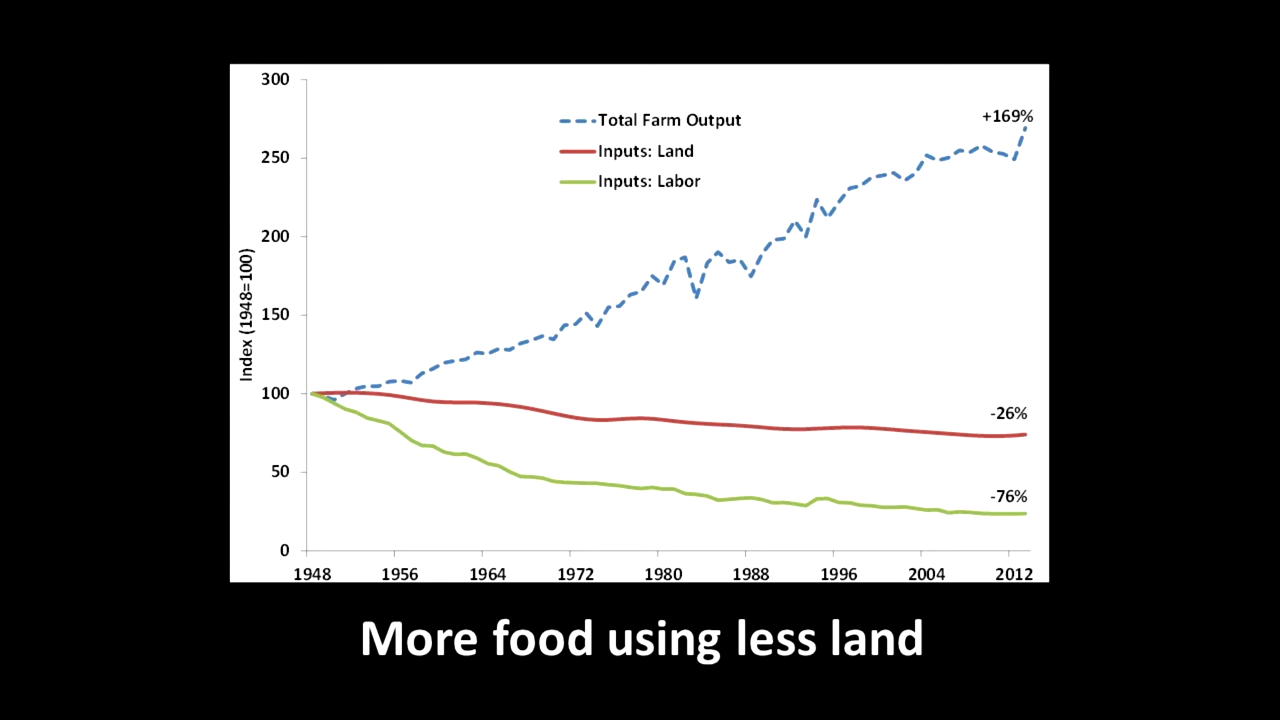 300
250
200
150
100
50
0
Index (1948=100)
Total Farm Output
Inputs: Land
Inputs: Labor
+169%
-26%
-76%
1948 1956 1964 1972 1980 1988 1996 2004 2012
More food using less land